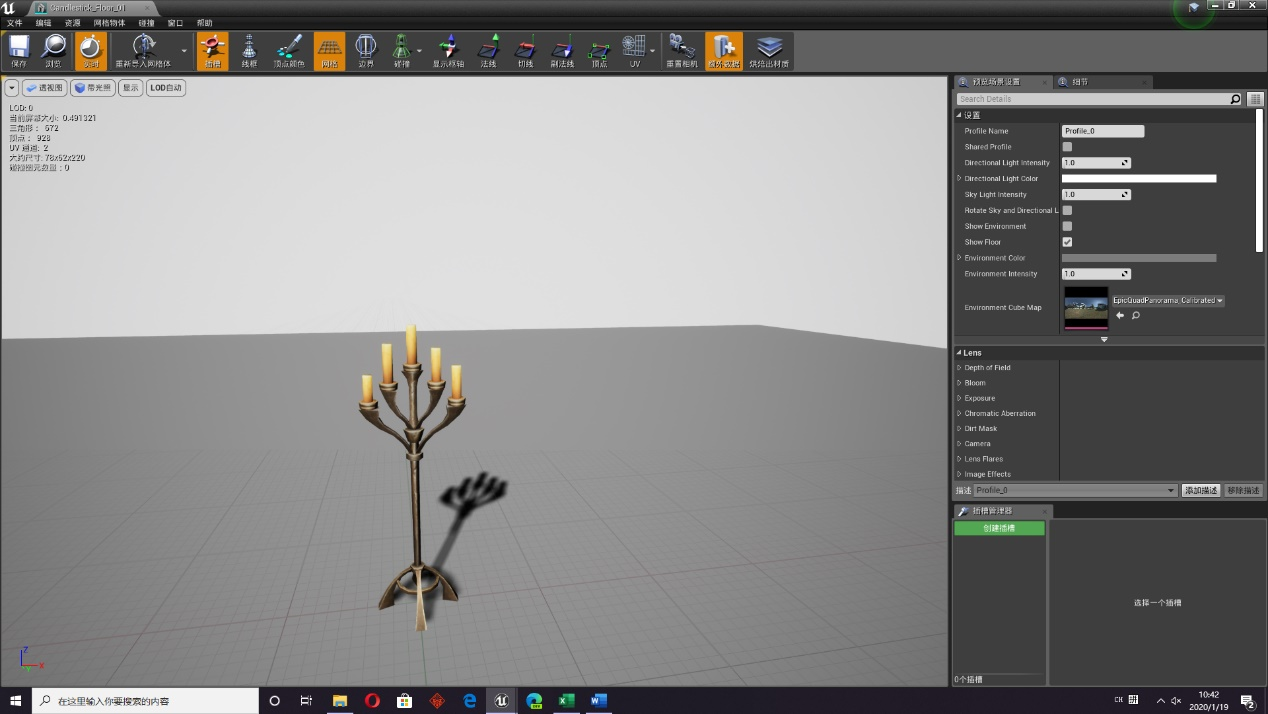 Candlestick_Floor_01
文件 编辑 资源 网格物体 碰撞 窗口 帮助
保存 浏览 实时 重新导入网格体 插槽 线框 顶点颜色 网格 边界 碰撞 显示枢轴 法线 切线 副法线 顶点 UV 重置相机 额外数据 烘焙出材质
透视图 带光照 显示 LOD自动
LOD: 0
当前屏幕大小: 0.491321
三角形: 672
顶点: 928
UV 通道: 2
大约尺寸: 78x62x220
碰撞图元数量: 0
预览场景设置 细节
Search Details
设置
Profile Name Profile_0
Shared Profile
Directional Light Intensity 1.0
Directional Light Color
Sky Light Intensity 1.0
Rotate Sky and Directional L
Show Environment
Show Floor
Environment Color
Environment Intensity 1.0
Environment Cube Map EpicQuadPanorama_Calibrated
Lens
Depth of Field
Bloom
Exposure
Chromatic Aberration
Dirt Mask
Camera
Lens Flares
Image Effects
描述 Profile_0 添加描述 移除描述
插槽管理器
创建插槽
选择一个插槽
0个插槽
Z
X
在这里输入你要搜索的内容
CH 拼
10:42
2020/1/19
2